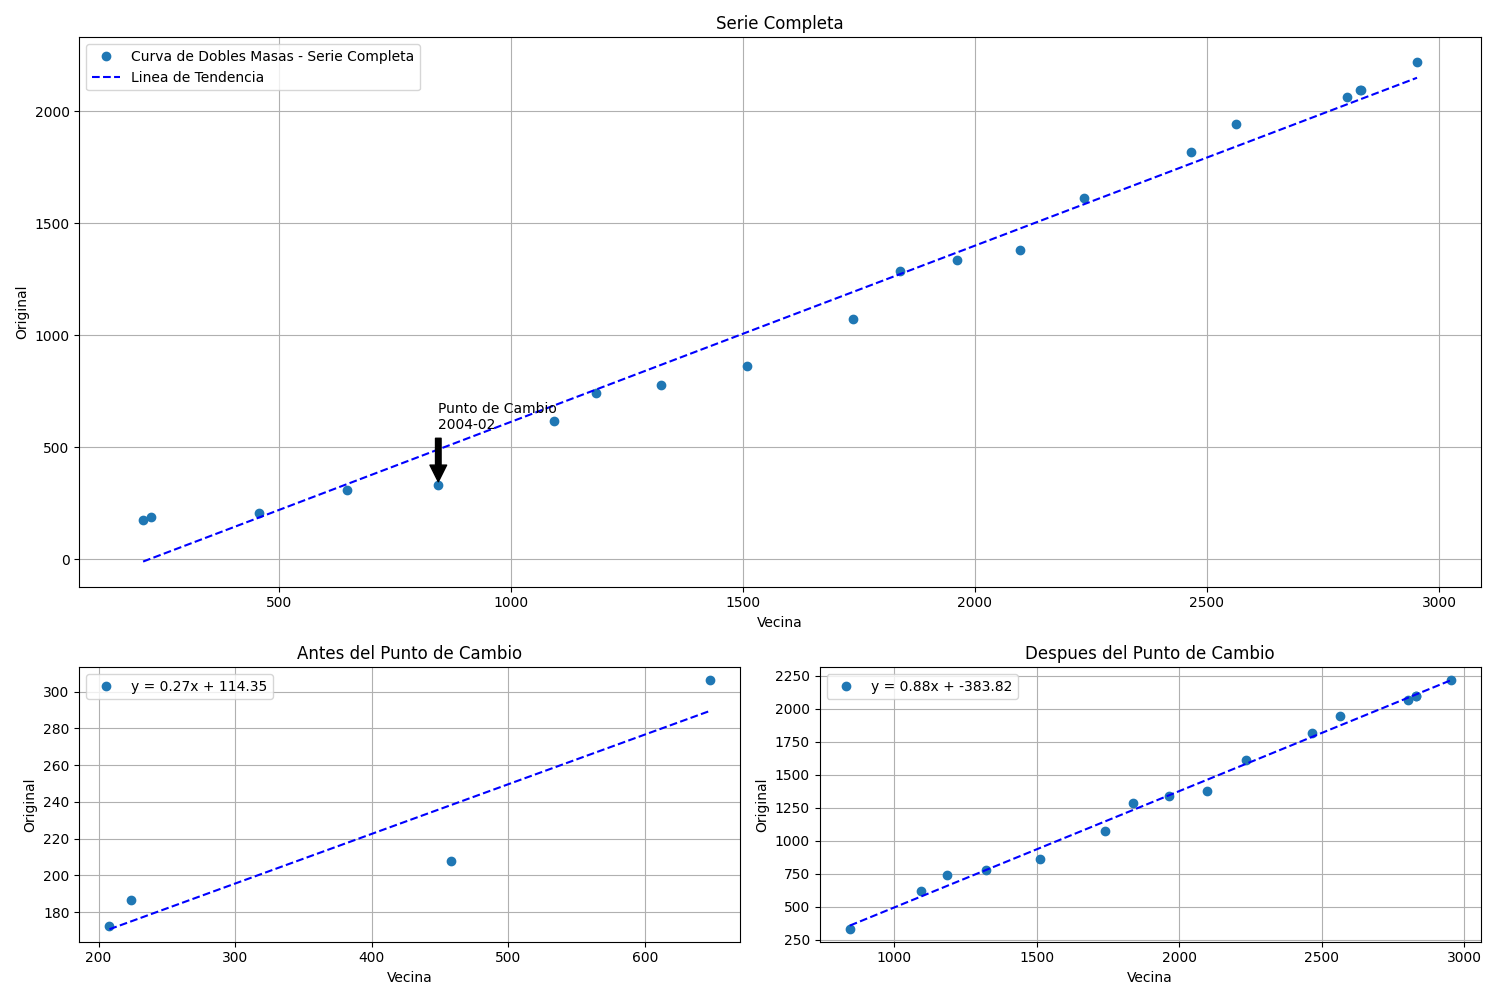 Serie Completa
Curva de Dobles Masas - Serie Completa
Linea de Tendencia
Original
2000
1500
1000
500
0
Punto de Cambio
2004-02
500 1000 1500 2000 2500 3000
Vecina
Antes del Punto de Cambio
y = 0.27x + 114.35
Original
300
280
260
240
220
200
180
200 300 400 500 600
Vecina
Despues del Punto de Cambio
y = 0.88x + -383.82
Original
2250
2000
1750
1500
1250
1000
750
500
250
1000 1500 2000 2500 3000
Vecina